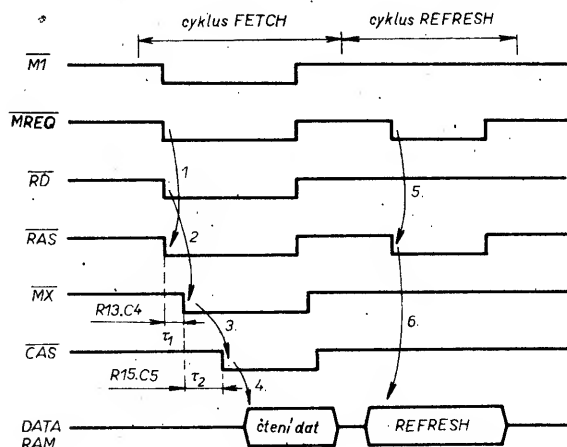 cyklus FETCH
cyklus REFRESH
M1
MREQ
1
RD
5.
RAS
2
MX
R13.C4
3.
6.
τ1
CAS
R15.C5
τ2
4.
DATA
RAM
čtení dat
REFRESH